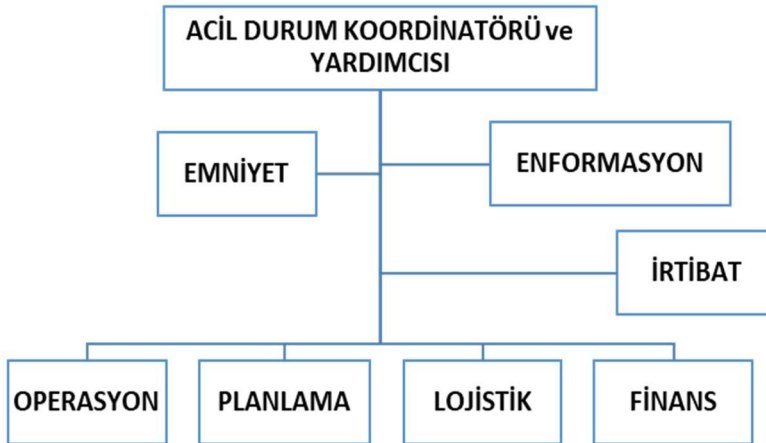 ACİL DURUM KOORDİNATÖRÜ ve
YARDIMCISI
EMNİYET
ENFORMASYON
İRTİBAT
OPERASYON
PLANLAMA
LOJİSTİK
FİNANS